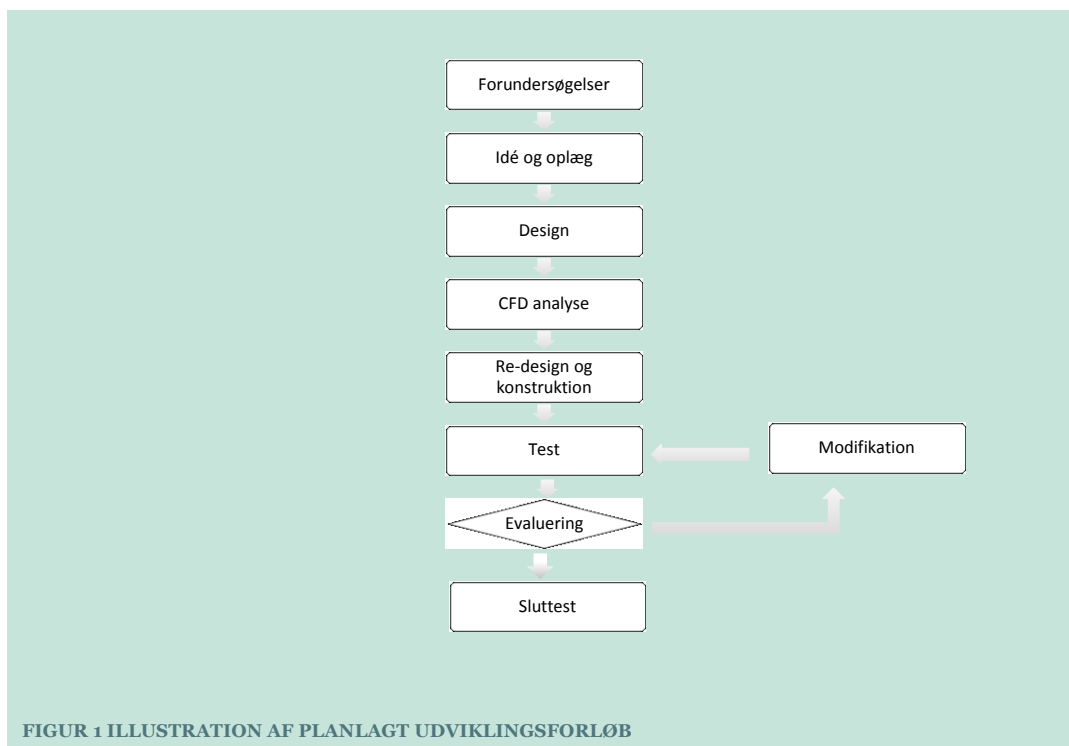 Forundersøgelser
Idé og oplæg
Design
CFD analyse
Re-design og
konstruktion
Test
Modifikation
Evaluering
Sluttest
FIGUR 1 ILLUSTRATION AF PLANLAGT UDVIKLINGSFORLØB